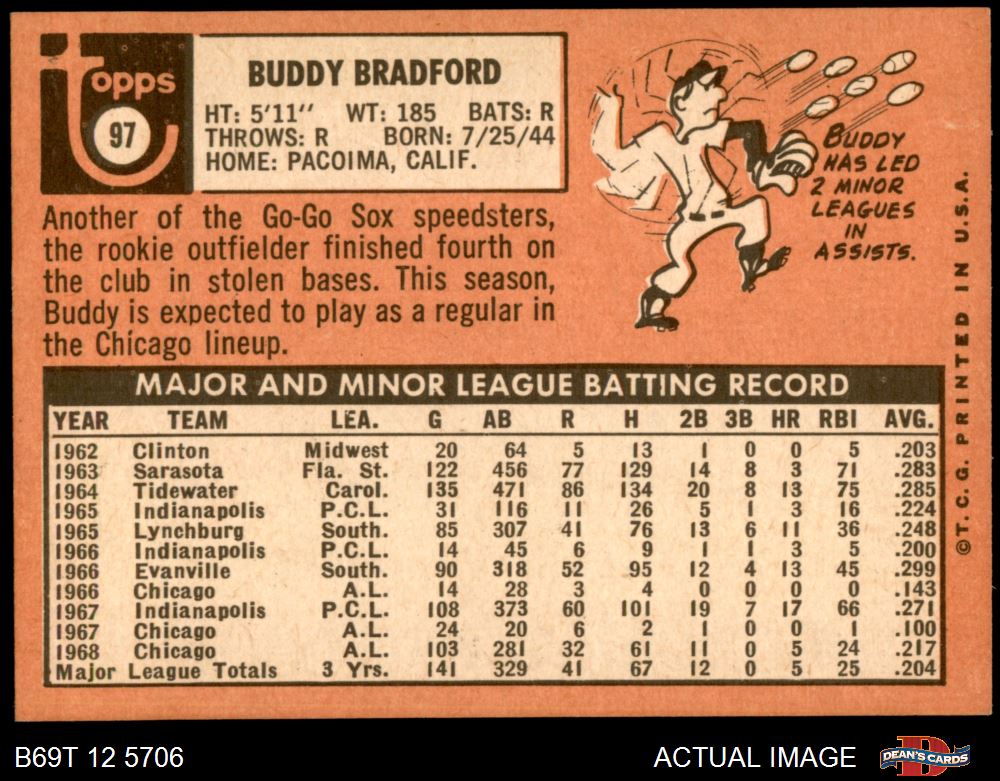 Topps
97
BUDDY BRADFORD
HT: 5'11'' WT: 185 BATS: R
THROWS: R BORN: 7/25/44
HOME: PACOIMA, CALIF.
Another of the Go-Go Sox speedsters,
the rookie outfielder finished fourth on
the club in stolen bases. This season,
Buddy is expected to play as a regular in
the Chicago lineup.
BUDDY
HAS LED
2 MINOR
LEAGUES
IN
ASSISTS.
MAJOR AND MINOR LEAGUE BATTING RECORD
YEAR TEAM LEA. G AB R H 2B 3B HR RBI AVG.
1962 Clinton Midwest 20 64 5 13 1 0 0 5 .203
1963 Sarasota Fla. St. 122 456 77 129 14 8 3 71 .283
1964 Tidewater Carol. 135 471 86 134 20 8 13 75 .285
1965 Indianapolis P.C.L. 31 116 11 26 5 1 3 16 .224
1965 Lynchburg South. 85 307 41 76 13 6 11 36 .248
1966 Indianapolis P.C.L. 14 45 6 9 1 1 3 5 .200
1966 Evanville South. 90 318 52 95 12 4 13 45 .299
1966 Chicago A.L. 14 28 3 4 0 0 0 0 .143
1967 Indianapolis P.C.L. 108 373 60 101 19 7 17 66 .271
1967 Chicago A.L. 24 20 6 2 1 0 0 1 .100
1968 Chicago A.L. 103 281 32 61 11 0 5 24 .217
Major League Totals 3 Yrs. 141 329 41 67 12 0 5 25 .204
©T.C.G. PRINTED IN U.S.A.
B69T 12 5706
ACTUAL IMAGE
DEAN'S CARDS